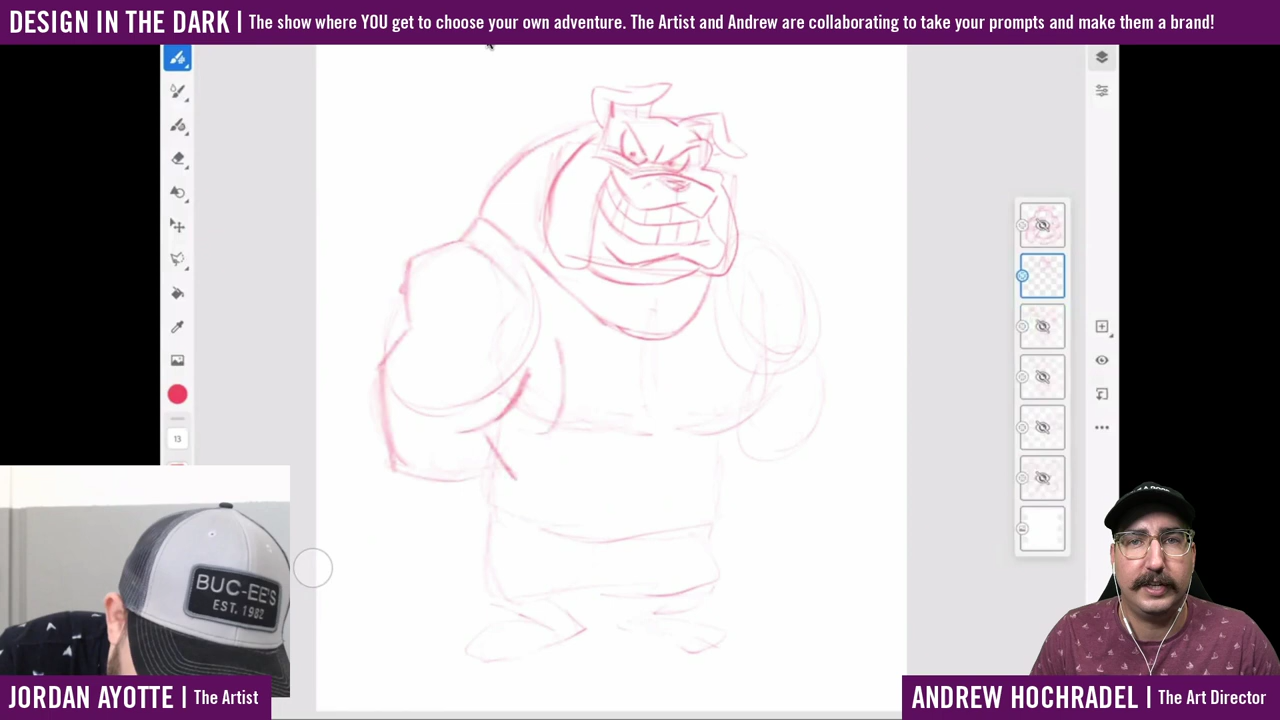 DESIGN IN THE DARK | The show where YOU get to choose your own adventure. The Artist and Andrew are collaborating to take your prompts and make them a brand!
13
BUC-EE'S
EST. 1982
JORDAN AYOTTE | The Artist
ANDREW HOCHRADEL | The Art Director